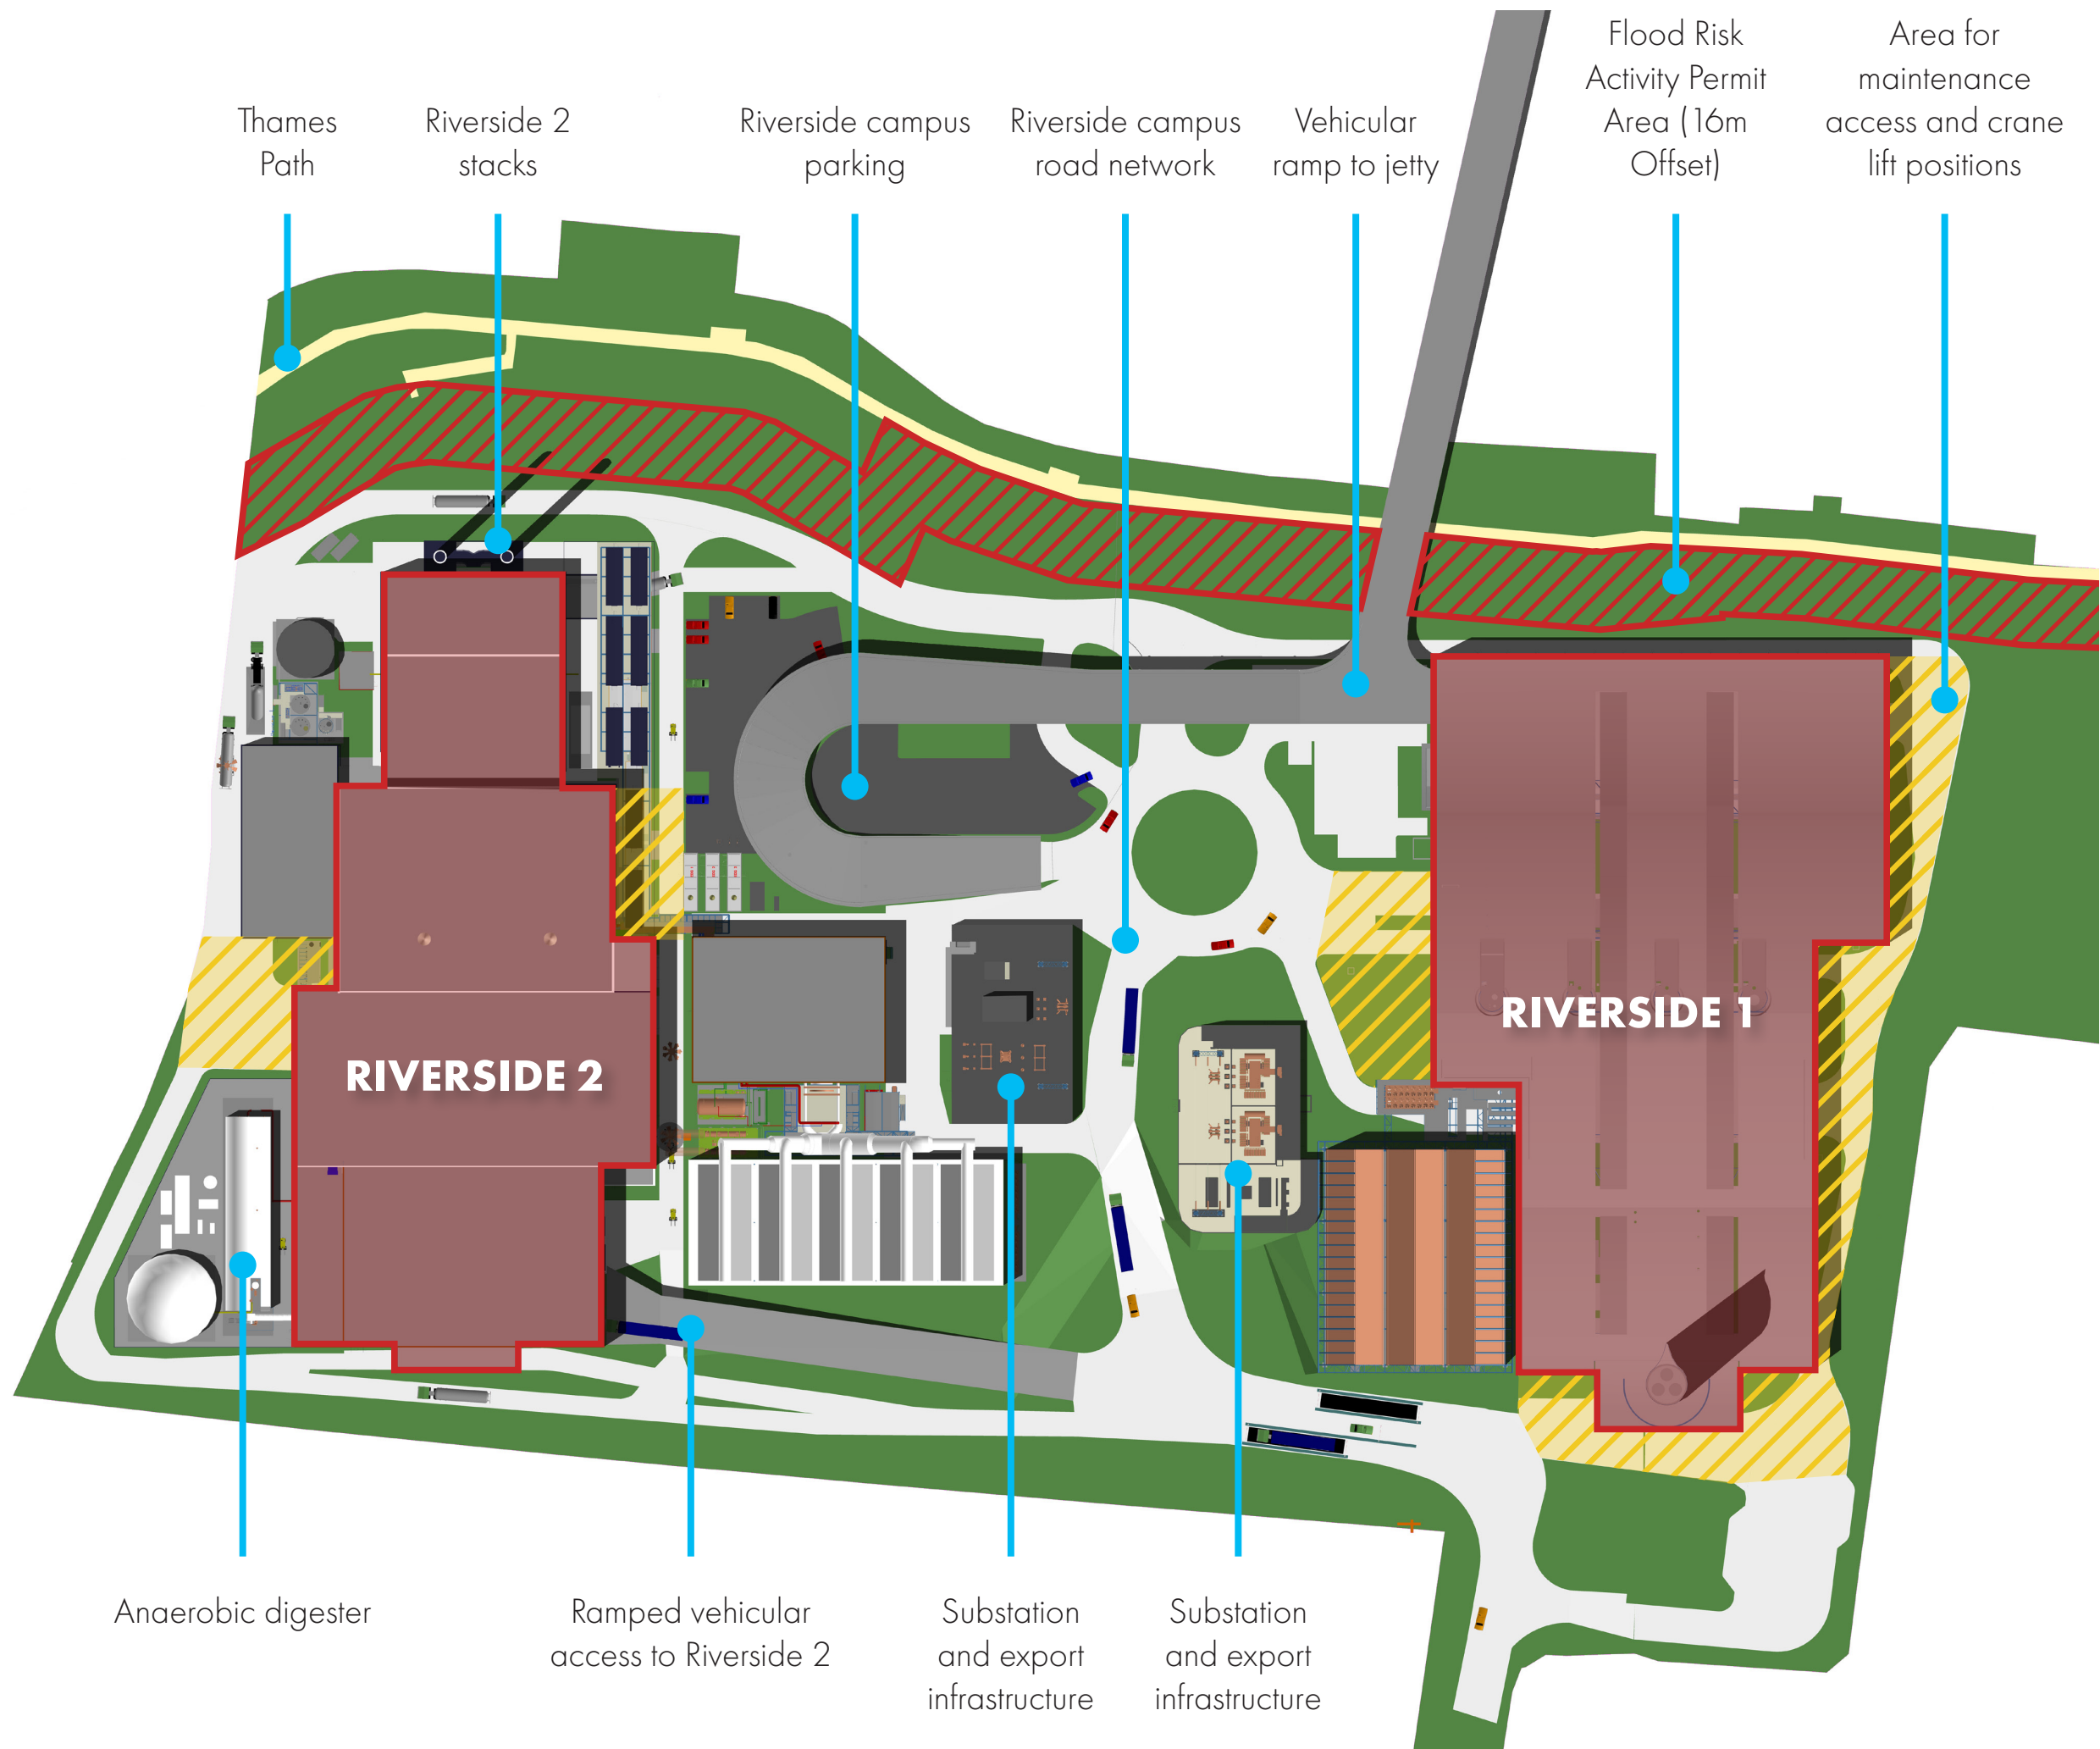 Thames
Path
Riverside 2
stacks
Riverside campus
parking
Riverside campus
road network
Vehicular
ramp to jetty
Flood Risk
Activity Permit
Area (16m
Offset)
Area for
maintenance
access and crane
lift positions
RIVERSIDE 1
RIVERSIDE 2
Anaerobic digester
Ramped vehicular
access to Riverside 2
Substation
and export
infrastructure
Substation
and export
infrastructure